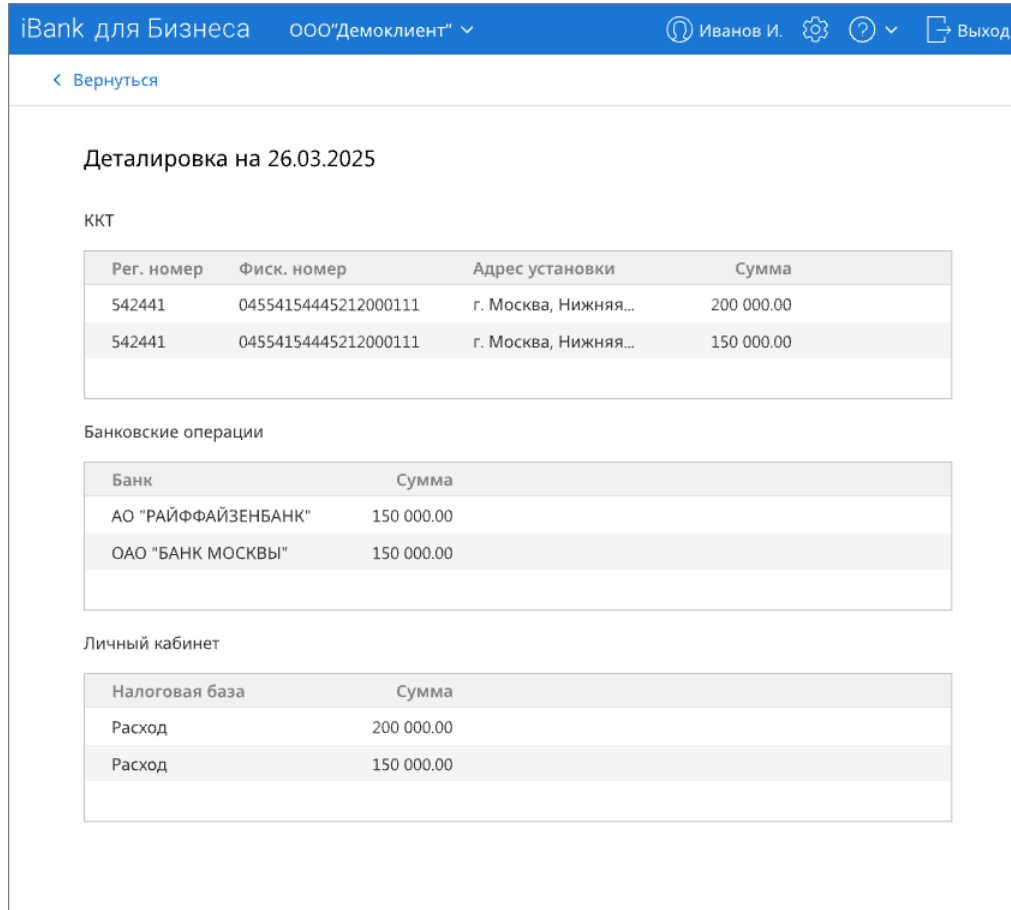 iBank для Бизнеса ООО"Демоклиент" Иванов И. Выход
Вернуться
Деталировка на 26.03.2025
ККТ
Рег. номер Фиск. номер Адрес установки Сумма
542441 04554154445212000111 г. Москва, Нижняя... 200 000.00
542441 04554154445212000111 г. Москва, Нижняя... 150 000.00
Банковские операции
Банк Сумма
АО "РАЙФФАЙЗЕНБАНК" 150 000.00
ОАО "БАНК МОСКВЫ" 150 000.00
Личный кабинет
Налоговая база Сумма
Расход 200 000.00
Расход 150 000.00